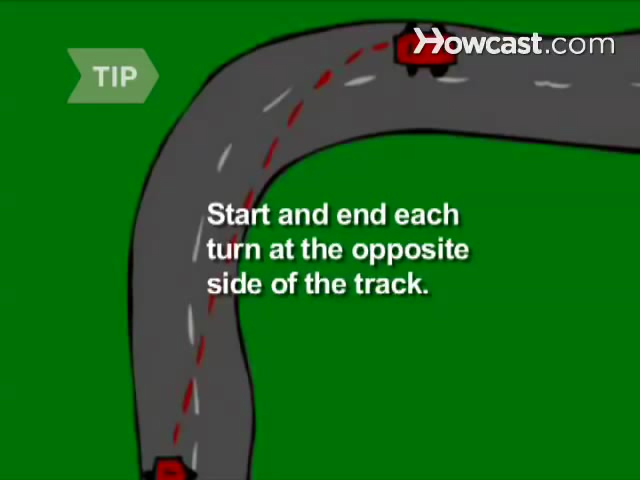 Howcast.com
TIP
Start and end each
turn at the opposite
side of the track.